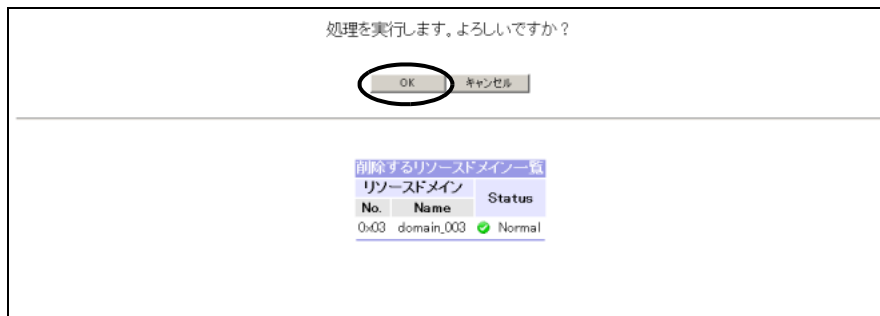 処理を実行します。よろしいですか?
OK キャンセル
削除するリソースドメイン一覧
リソースドメイン Status
No. Name
0x03 domain_003 Normal